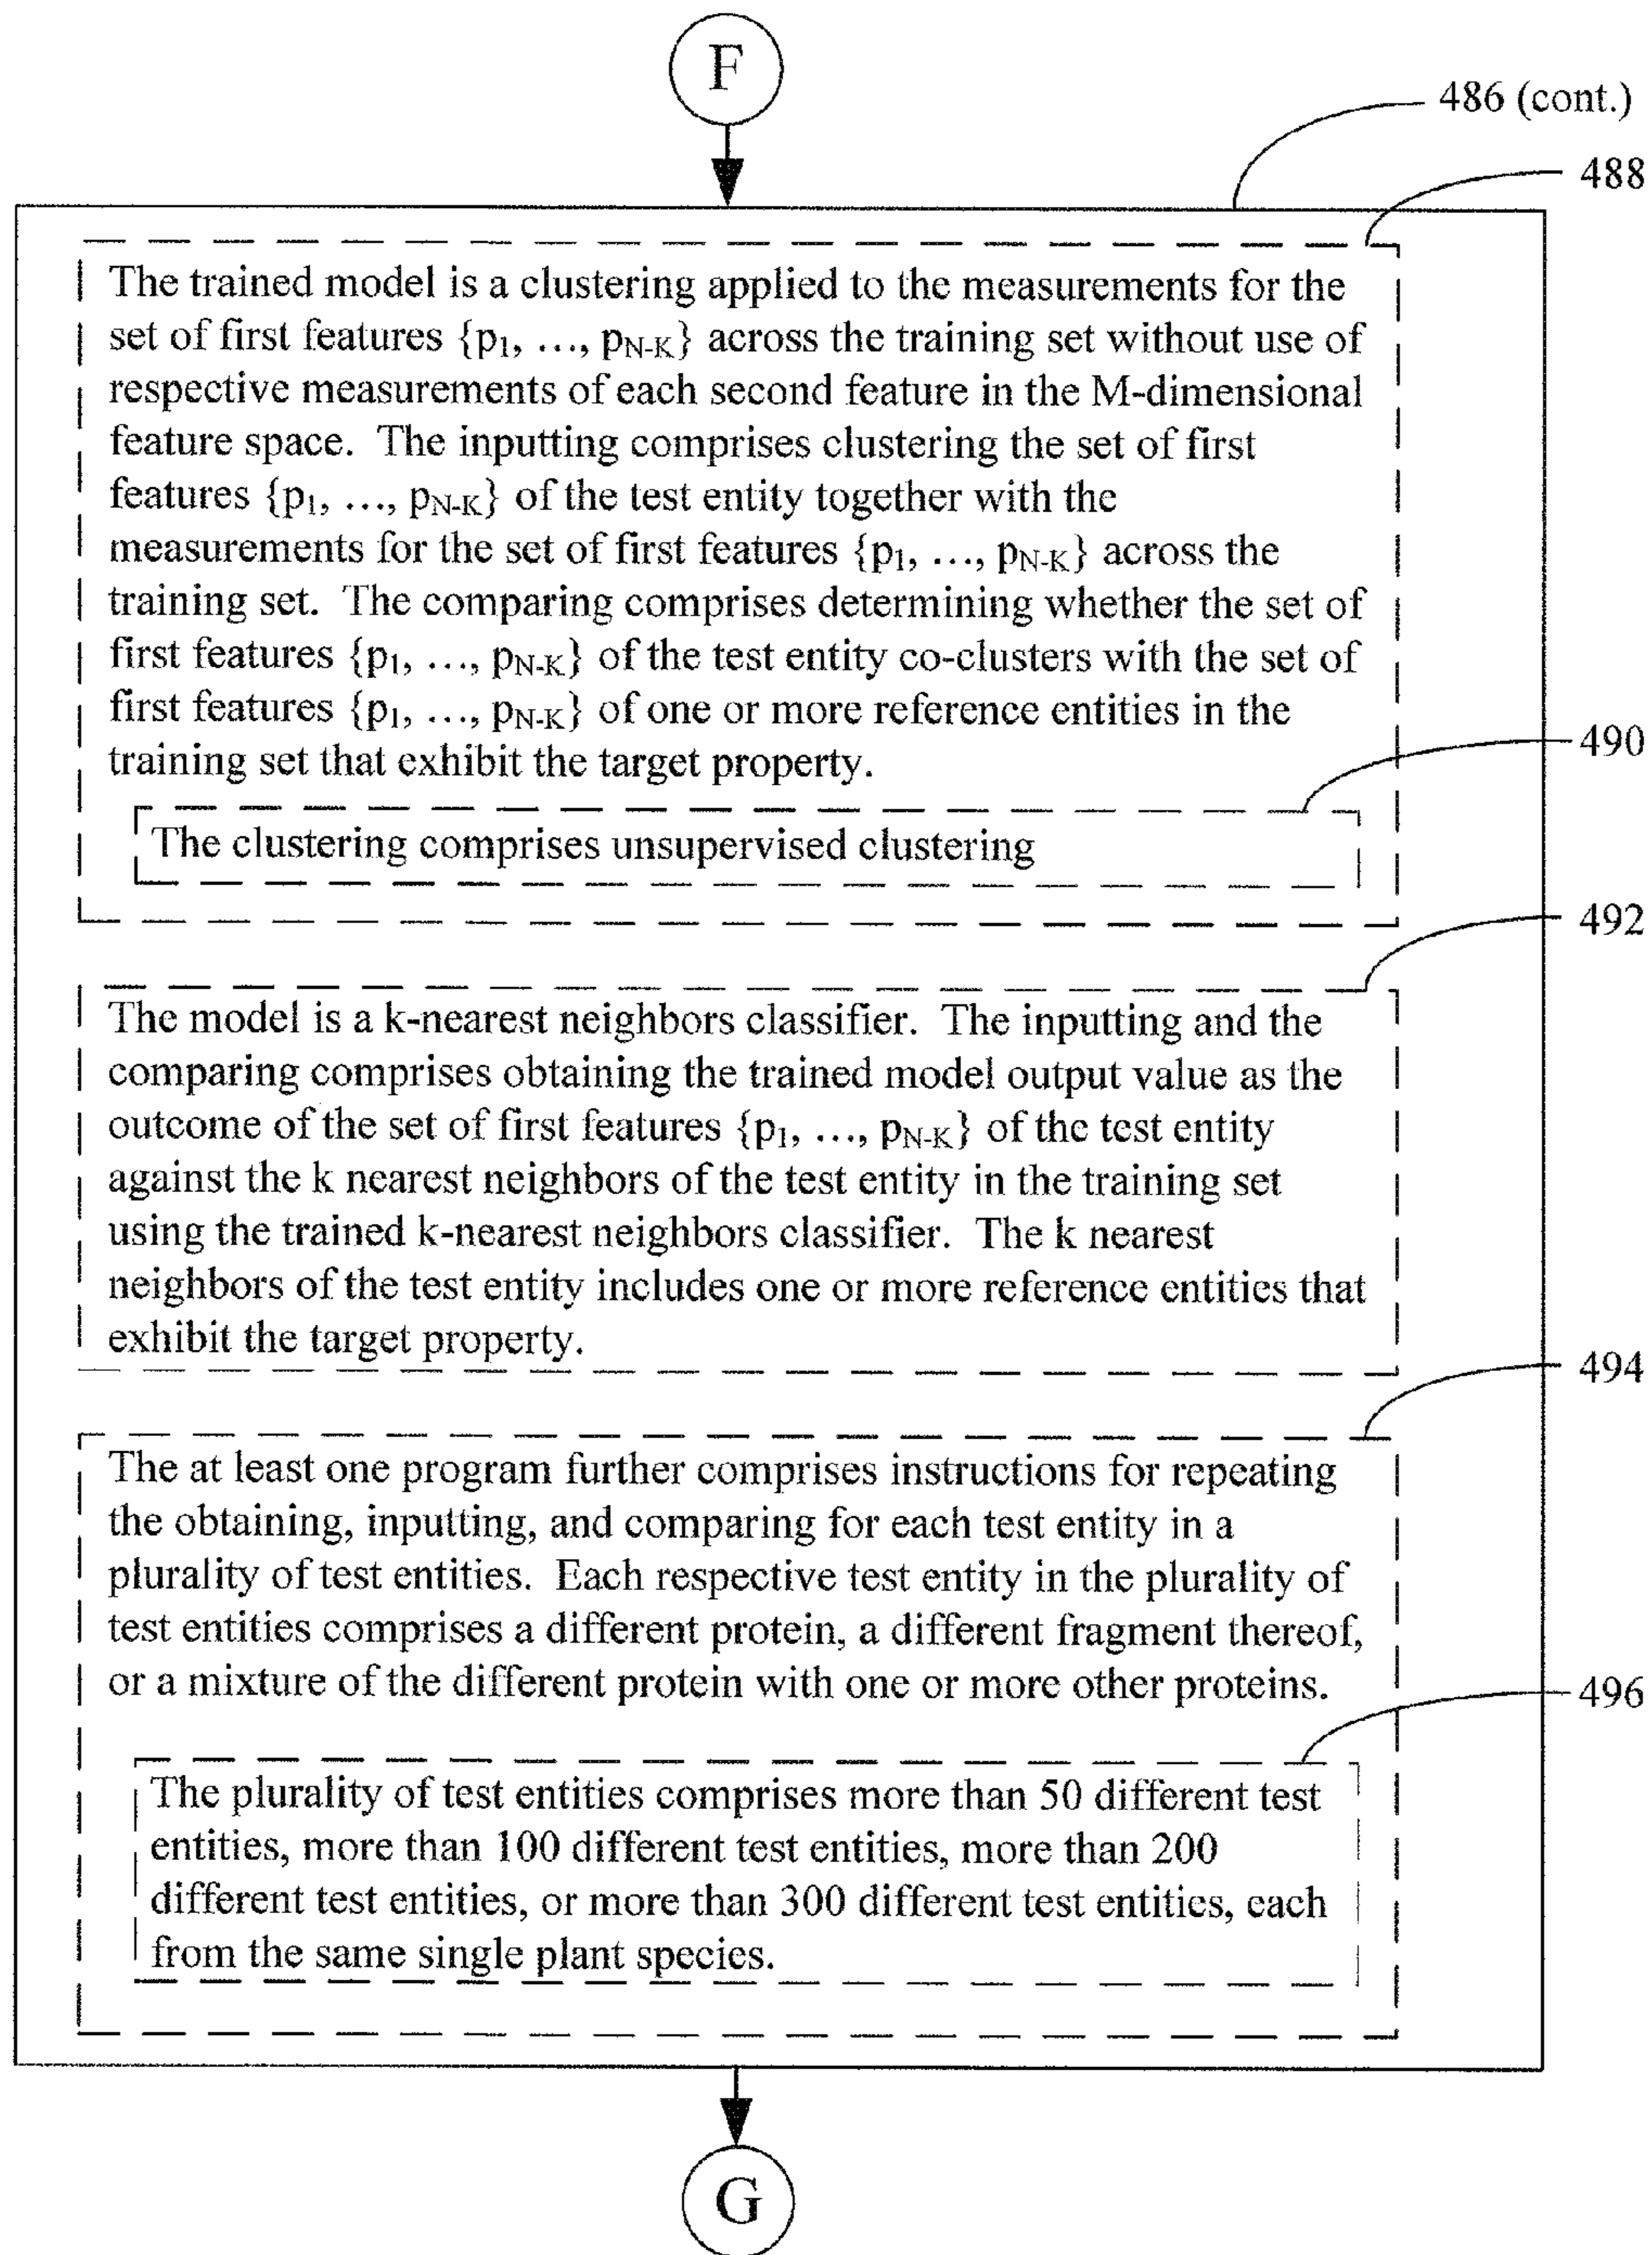 F
486 (cont.)
488
The trained model is a clustering applied to the measurements for the
set of first features {p1, ..., pN-K} across the training set without use of
respective measurements of each second feature in the M-dimensional
feature space. The inputting comprises clustering the set of first
features {p1, ..., pN-K} of the test entity together with the
measurements for the set of first features {p1, ..., pN-K} across the
training set. The comparing comprises determining whether the set of
first features {p1, ..., pN-K} of the test entity co-clusters with the set of
first features {p1, ..., pN-K} of one or more reference entities in the
training set that exhibit the target property.
490
The clustering comprises unsupervised clustering
492
The model is a k-nearest neighbors classifier. The inputting and the
comparing comprises obtaining the trained model output value as the
outcome of the set of first features {p1, ..., pN-K} of the test entity
against the k nearest neighbors of the test entity in the training set
using the trained k-nearest neighbors classifier. The k nearest
neighbors of the test entity includes one or more reference entities that
exhibit the target property.
494
The at least one program further comprises instructions for repeating
the obtaining, inputting, and comparing for each test entity in a
plurality of test entities. Each respective test entity in the plurality of
test entities comprises a different protein, a different fragment thereof,
or a mixture of the different protein with one or more other proteins.
496
The plurality of test entities comprises more than 50 different test
entities, more than 100 different test entities, more than 200
different test entities, or more than 300 different test entities, each
from the same single plant species.
G